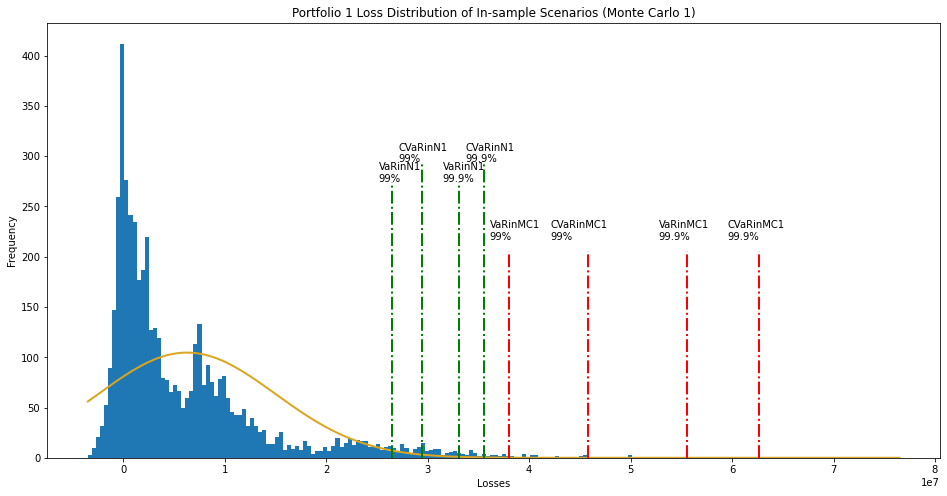 Portfolio 1 Loss Distribution of In-sample Scenarios (Monte Carlo 1)
Frequency
400
350
300
250
200
150
100
50
0
CVaRinN1
99%
CVaRinN1
99.9%
VaRinN1
99%
VaRinN1
99.9%
VaRinMC1
99%
CVaRinMC1
99%
VaRinMC1
99.9%
CVaRinMC1
99.9%
0 1 2 3 4 5 6 7 8
1e7
Losses